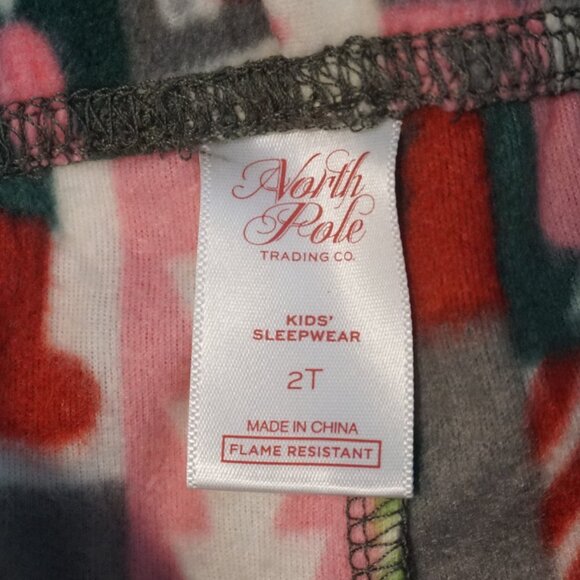 North
Pole
TRADING CO.
KIDS'
SLEEPWEAR
2T
MADE IN CHINA
FLAME RESISTANT